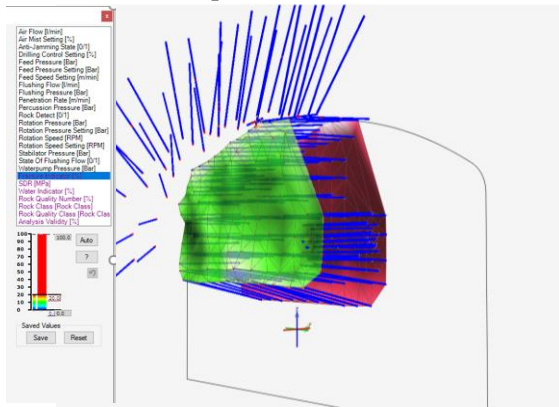 x
Air Flow [l/min]
Air Mist Setting [%]
Anti-Jamming State [0/1]
Drilling Control Setting [%]
Feed Pressure [Bar]
Feed Pressure Setting [Bar]
Feed Speed Setting [m/min]
Flushing Flow [l/min]
Flushing Pressure [Bar]
Penetration Rate [m/min]
Percussion Pressure [Bar]
Rock Detect [0/1]
Rotation Pressure [Bar]
Rotation Pressure Setting [Bar]
Rotation Speed [RPM]
Rotation Speed Setting [RPM]
Stabilator Pressure [Bar]
State Of Flushing Flow [0/1]
Waterpump Pressure [Bar]
SDR [MPa]
Water Indicator [%]
Rock Quality Number [%]
Rock Class [Rock Class]
Rock Quality Class [Rock Clas
Analysis Validity [%]
100
90
80
70
60
50
40
30
20
10
0
100.0
20.0
0.0
Auto
?
Saved Values
Save Reset